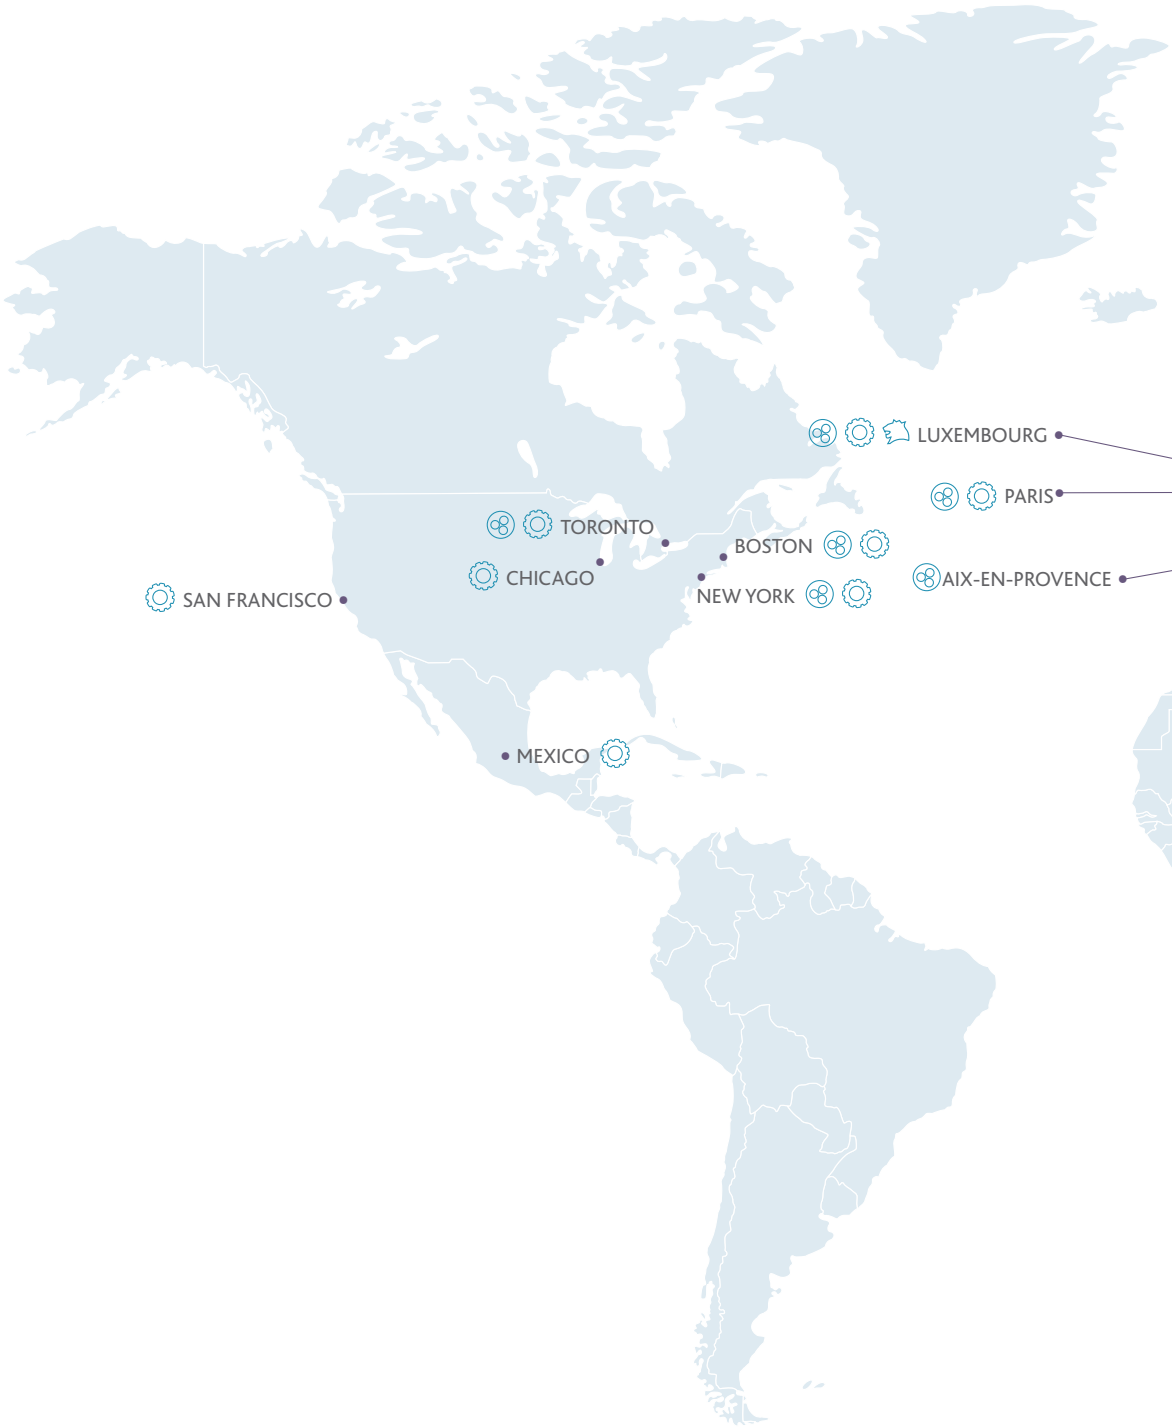 LUXEMBOURG
PARIS
TORONTO
BOSTON
CHICAGO
AIX-EN-PROVENCE
NEW YORK
SAN FRANCISCO
MEXICO